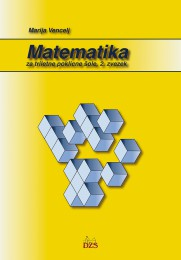 Marija Vencelj
Matematika
za triletne poklicne šole, 2. zvezek
DZS